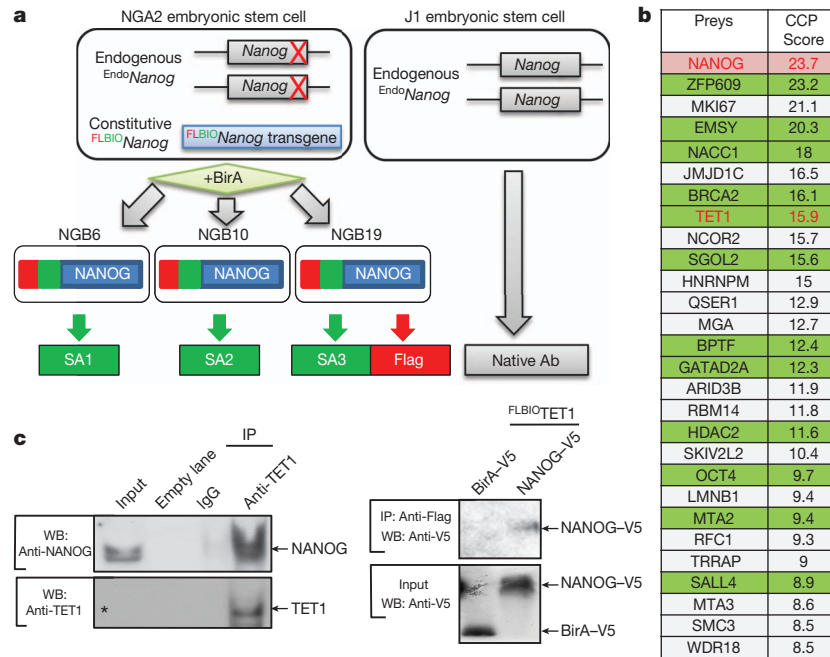 a
NGA2 embryonic stem cell
J1 embryonic stem cell
Endogenous
EndoNanog
Nanog
Nanog
Constitutive
FLBIONanog
FLBIONanog transgene
Endogenous
EndoNanog
Nanog
Nanog
+BirA
NGB6
NGB10
NGB19
NANOG
NANOG
NANOG
SA1
SA2
SA3
Flag
Native Ab
b
Preys CCP Score
NANOG 23.7
ZFP609 23.2
MKI67 21.1
EMSY 20.3
NACC1 18
JMJD1C 16.5
BRCA2 16.1
TET1 15.9
NCOR2 15.7
SGOL2 15.6
HNRNPM 15
QSER1 12.9
MGA 12.7
BPTF 12.4
GATAD2A 12.3
ARID3B 11.9
RBM14 11.8
HDAC2 11.6
SKIV2L2 10.4
OCT4 9.7
LMNB1 9.4
MTA2 9.4
RFC1 9.3
TRRAP 9
SALL4 8.9
MTA3 8.6
SMC3 8.5
WDR18 8.5
c
IP
Input
Empty lane
IgG
Anti-TET1
WB:
Anti-NANOG
NANOG
WB:
Anti-TET1
*
TET1
FLBIOTET1
BirA–V5
NANOG–V5
IP: Anti-Flag
WB: Anti-V5
NANOG–V5
Input
WB: Anti-V5
NANOG–V5
BirA–V5